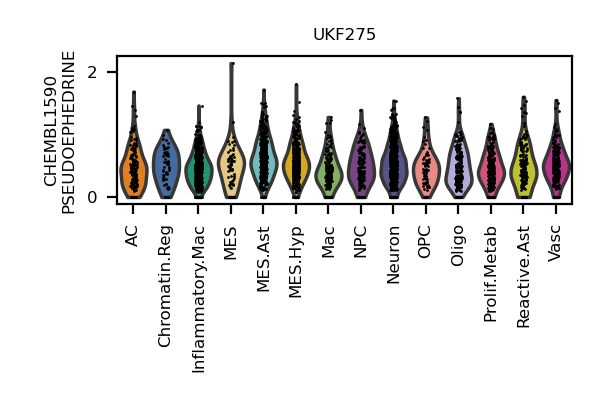 UKF275
CHEMBL1590
PSEUDOEPHEDRINE
2
0
AC
Chromatin.Reg
Inflammatory.Mac
MES
MES.Ast
MES.Hyp
Mac
NPC
Neuron
OPC
Oligo
Prolif.Metab
Reactive.Ast
Vasc